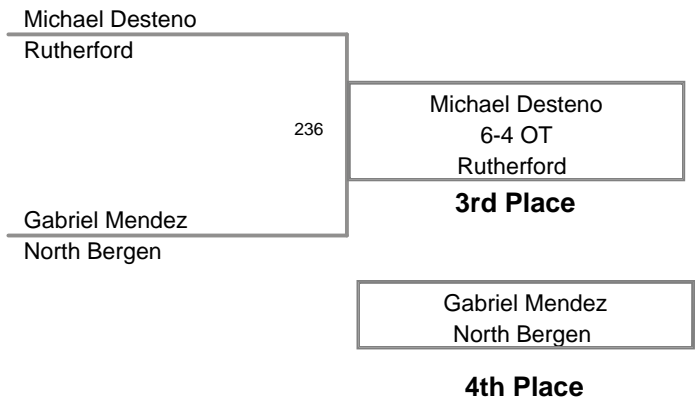 Michael Desteno
Rutherford
236
Michael Desteno
6-4 OT
Rutherford
3rd Place
Gabriel Mendez
North Bergen
Gabriel Mendez
North Bergen
4th Place